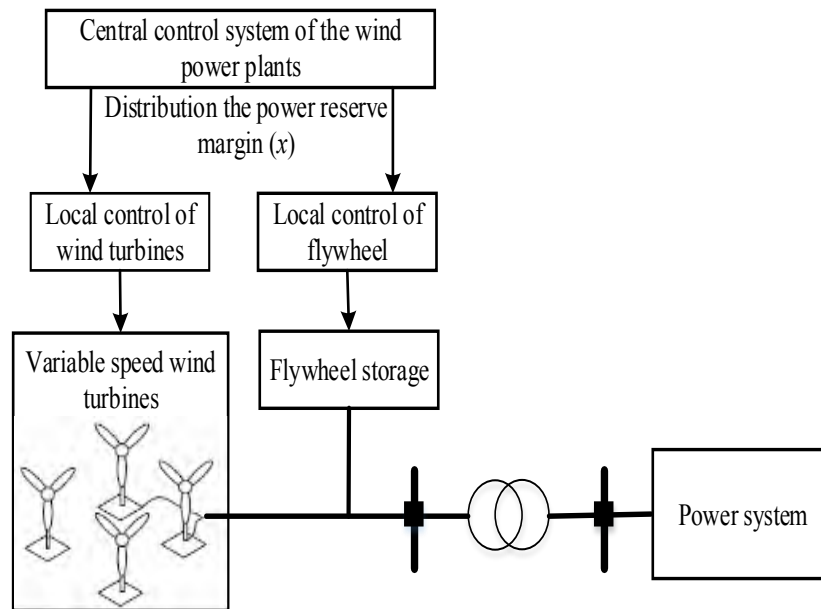 Central control system of the wind
power plants
Distribution the power reserve
margin (x)
Local control of
wind turbines
Local control of
flywheel
Variable speed wind
turbines
Flywheel storage
Power system